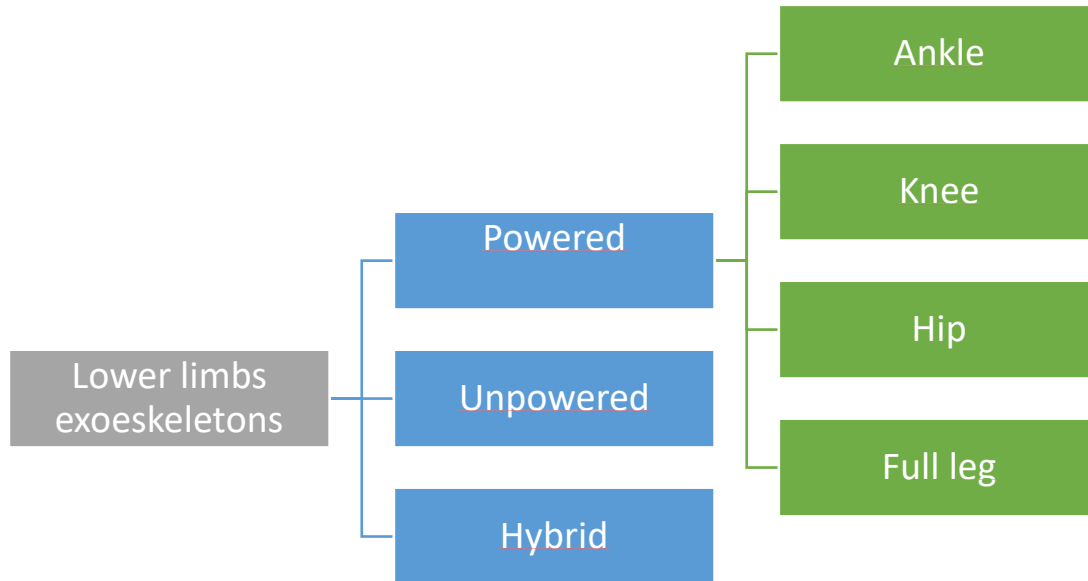 Lower limbs
exoeskeletons
Powered
Unpowered
Hybrid
Ankle
Knee
Hip
Full leg